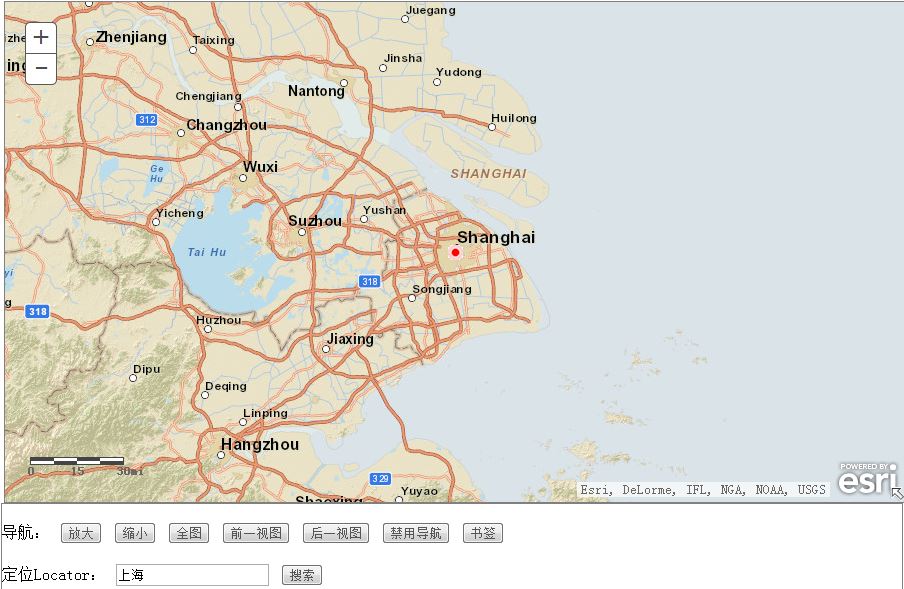 Juegang
Zhenjiang
Taixing
+
−
Jinsha
Yudong
Nantong
Chengjiang
Huilong
312
Changzhou
Wuxi
Ge
Hu
SHANGHAI
Yicheng
Suzhou
Yushan
Shanghai
Tai Hu
318
Songjiang
318
Huzhou
Jiaxing
Dipu
Deqing
Linping
Hangzhou
0 15 30mi
329
Yuyao
POWERED BY
esri
Esri, DeLorme, IFL, NGA, NOAA, USGS
导航: 放大 缩小 全图 前一视图 后一视图 禁用导航 书签
定位Locator: 上海 搜索